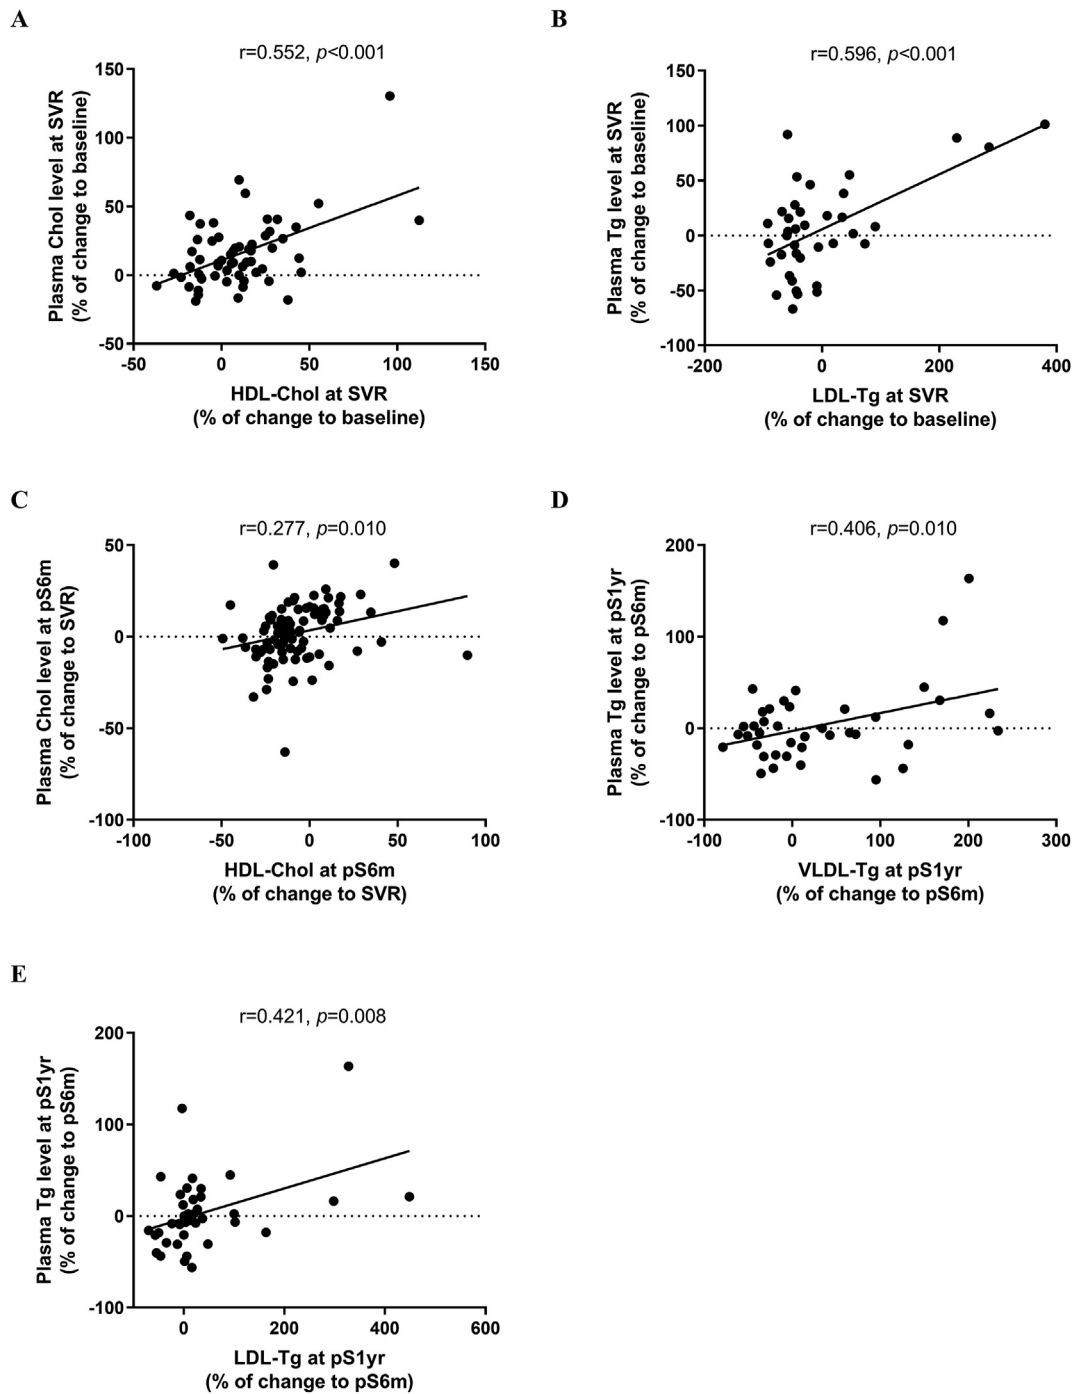 A
r=0.552, p<0.001
Plasma Chol level at SVR
(% of change to baseline)
150
100
50
0
-50
-50 0 50 100 150
HDL-Chol at SVR
(% of change to baseline)
B
r=0.596, p<0.001
Plasma Tg level at SVR
(% of change to baseline)
150
100
50
0
-50
-100
-200 0 200 400
LDL-Tg at SVR
(% of change to baseline)
C
r=0.277, p=0.010
Plasma Chol level at pS6m
(% of change to SVR)
50
0
-50
-100
-100 -50 0 50 100
HDL-Chol at pS6m
(% of change to SVR)
D
r=0.406, p=0.010
Plasma Tg level at pS1yr
(% of change to pS6m)
200
100
0
-100
-100 0 100 200 300
VLDL-Tg at pS1yr
(% of change to pS6m)
E
r=0.421, p=0.008
Plasma Tg level at pS1yr
(% of change to pS6m)
200
100
0
-100
0 200 400 600
LDL-Tg at pS1yr
(% of change to pS6m)